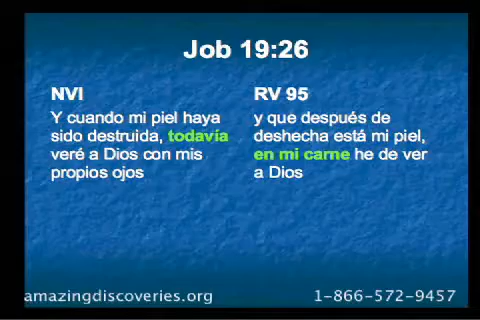 Job 19:26
NVI
Y cuando mi piel haya
sido destruida, todavía
veré a Dios con mis
propios ojos
RV 95
y que después de
deshecha está mi piel,
en mi carne he de ver
a Dios
amazingdiscoveries.org
1-866-572-9457